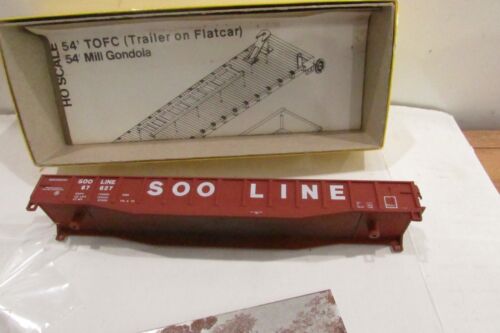 HO SCALE
54' TOFC (Trailer on Flatcar)
54' Mill Gondola
SOO LINE
67 627
SOO LINE